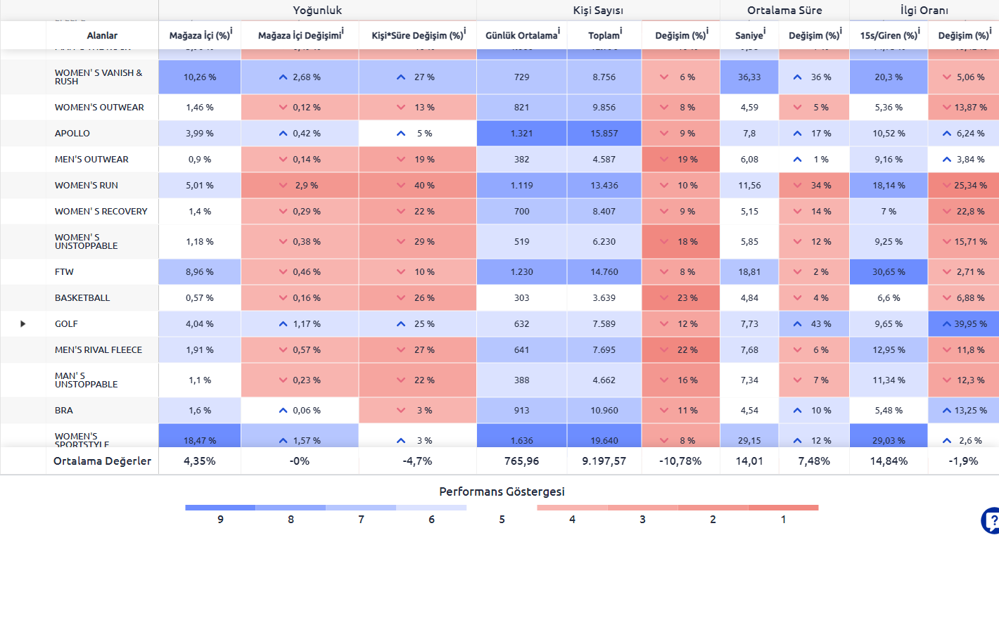 Yoğunluk Kişi Sayısı Ortalama Süre İlgi Oranı
Alanlar Mağaza İçi (%)i Mağaza İçi Değişimii Kişi*Süre Değişim (%)i Günlük Ortalamai Toplami Değişim (%)i Saniyei Değişim (%)i 15s/Giren (%)i Değişim (%)i
WOMEN' S VANISH &
RUSH 10,26 % 2,68 % 27 % 729 8.756 6 % 36,33 36 % 20,3 % 5,06 %
WOMEN'S OUTWEAR 1,46 % 0,12 % 13 % 821 9.856 8 % 4,59 5 % 5,36 % 13,87 %
APOLLO 3,99 % 0,42 % 5 % 1.321 15.857 9 % 7,8 17 % 10,52 % 6,24 %
MEN'S OUTWEAR 0,9 % 0,14 % 19 % 382 4.587 19 % 6,08 1 % 9,16 % 3,84 %
WOMEN'S RUN 5,01 % 2,9 % 40 % 1.119 13.436 10 % 11,56 34 % 18,14 % 25,34 %
WOMEN' S RECOVERY 1,4 % 0,29 % 22 % 700 8.407 9 % 5,15 14 % 7 % 22,8 %
WOMEN' S
UNSTOPPABLE 1,18 % 0,38 % 29 % 519 6.230 18 % 5,85 12 % 9,25 % 15,71 %
FTW 8,96 % 0,46 % 10 % 1.230 14.760 8 % 18,81 2 % 30,65 % 2,71 %
BASKETBALL 0,57 % 0,16 % 26 % 303 3.639 23 % 4,84 4 % 6,6 % 6,88 %
GOLF 4,04 % 1,17 % 25 % 632 7.589 12 % 7,73 43 % 9,65 % 39,95 %
MEN'S RIVAL FLEECE 1,91 % 0,57 % 27 % 641 7.695 22 % 7,68 6 % 12,95 % 11,8 %
MAN' S
UNSTOPPABLE 1,1 % 0,23 % 22 % 388 4.662 16 % 7,34 7 % 11,34 % 12,3 %
BRA 1,6 % 0,06 % 3 % 913 10.960 11 % 4,54 10 % 5,48 % 13,25 %
WOMEN'S
SPORTSTYLE 18,47 % 1,57 % 3 % 1.636 19.640 8 % 29,15 12 % 29,03 % 2,6 %
Ortalama Değerler 4,35% -0% -4,7% 765,96 9.197,57 -10,78% 14,01 7,48% 14,84% -1,9%
Performans Göstergesi
9 8 7 6 5 4 3 2 1
?